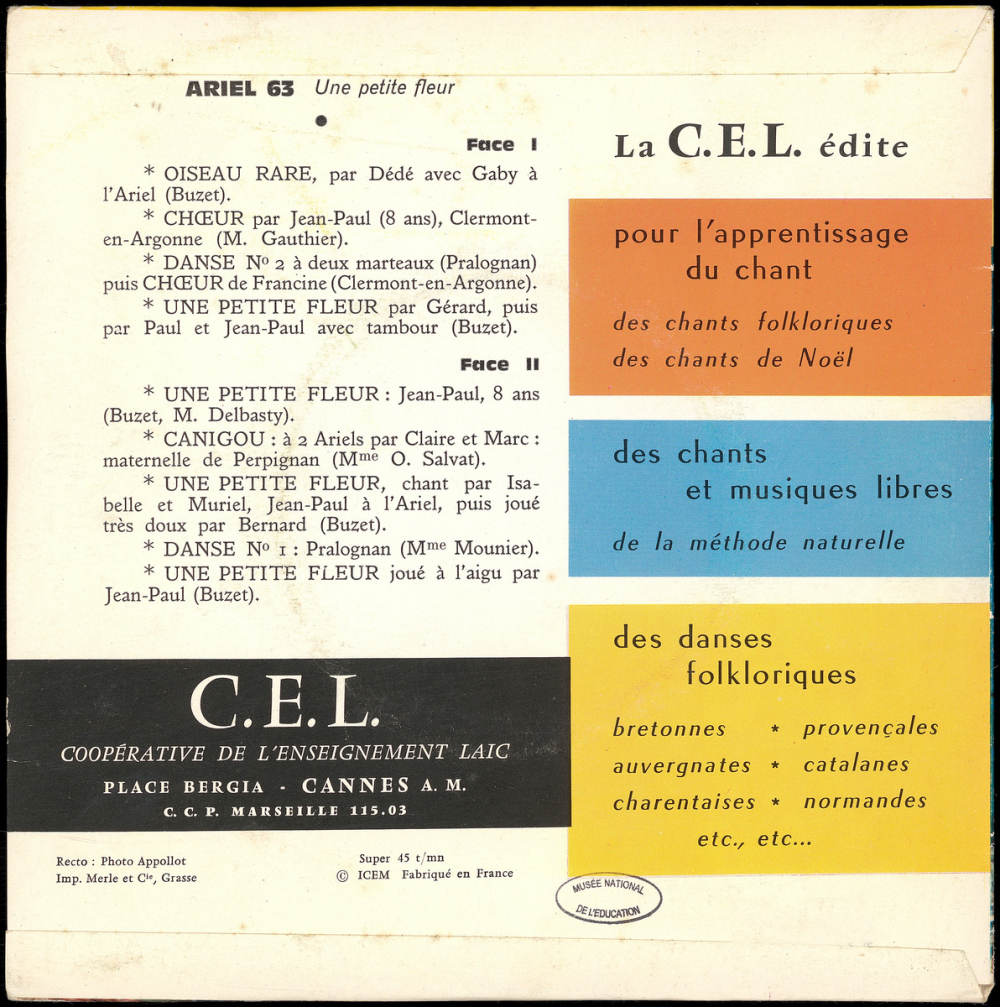 ARIEL 63 Une petite fleur
Face I
* OISEAU RARE, par Dédé avec Gaby à
l'Ariel (Buzet).
* CHŒUR par Jean-Paul (8 ans), Clermont-
en-Argonne (M. Gauthier).
* DANSE Nº 2 à deux marteaux (Pralognan)
puis CHŒUR de Francine (Clermont-en-Argonne).
* UNE PETITE FLEUR par Gérard, puis
par Paul et Jean-Paul avec tambour (Buzet).
Face II
* UNE PETITE FLEUR : Jean-Paul, 8 ans
(Buzet, M. Delbasty).
* CANIGOU : à 2 Ariels par Claire et Marc :
maternelle de Perpignan (Mme O. Salvat).
* UNE PETITE FLEUR, chant par Isa-
belle et Muriel, Jean-Paul à l'Ariel, puis joué
très doux par Bernard (Buzet).
* DANSE Nº 1 : Pralognan (Mme Mounier).
* UNE PETITE FLEUR joué à l'aigu par
Jean-Paul (Buzet).
C.E.L.
COOPÉRATIVE DE L'ENSEIGNEMENT LAIC
PLACE BERGIA - CANNES A. M.
C. C. P. MARSEILLE 115.03
Recto : Photo Appollot
Imp. Merle et Cie, Grasse
Super 45 t/mn
© ICEM Fabriqué en France
La C.E.L. édite
pour l'apprentissage
du chant
des chants folkloriques
des chants de Noël
des chants
et musiques libres
de la méthode naturelle
des danses
folkloriques
bretonnes * provençales
auvergnates * catalanes
charentaises * normandes
etc., etc...
MUSÉE NATIONAL
DE L'EDUCATION